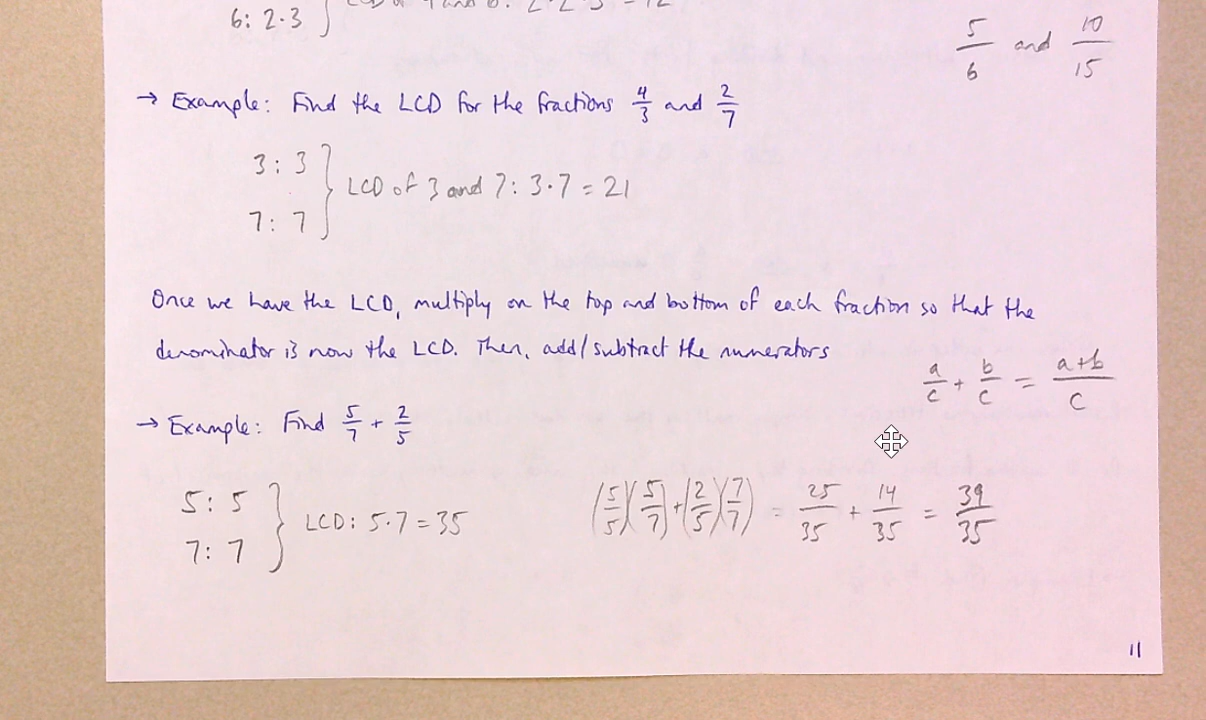 6: 2·3
5/6 and 10/15
→ Example: Find the LCD for the fractions 4/3 and 2/7
3: 3
7: 7
LCD of 3 and 7: 3·7 = 21
Once we have the LCD, multiply on the top and bottom of each fraction so that the
denominator is now the LCD. Then, add/subtract the numerators
a/c + b/c = a+b/c
→ Example: Find 5/7 + 2/5
5: 5
7: 7
LCD: 5·7 = 35
(5/5)(5/7) + (2/5)(7/7) = 25/35 + 14/35 = 39/35
11